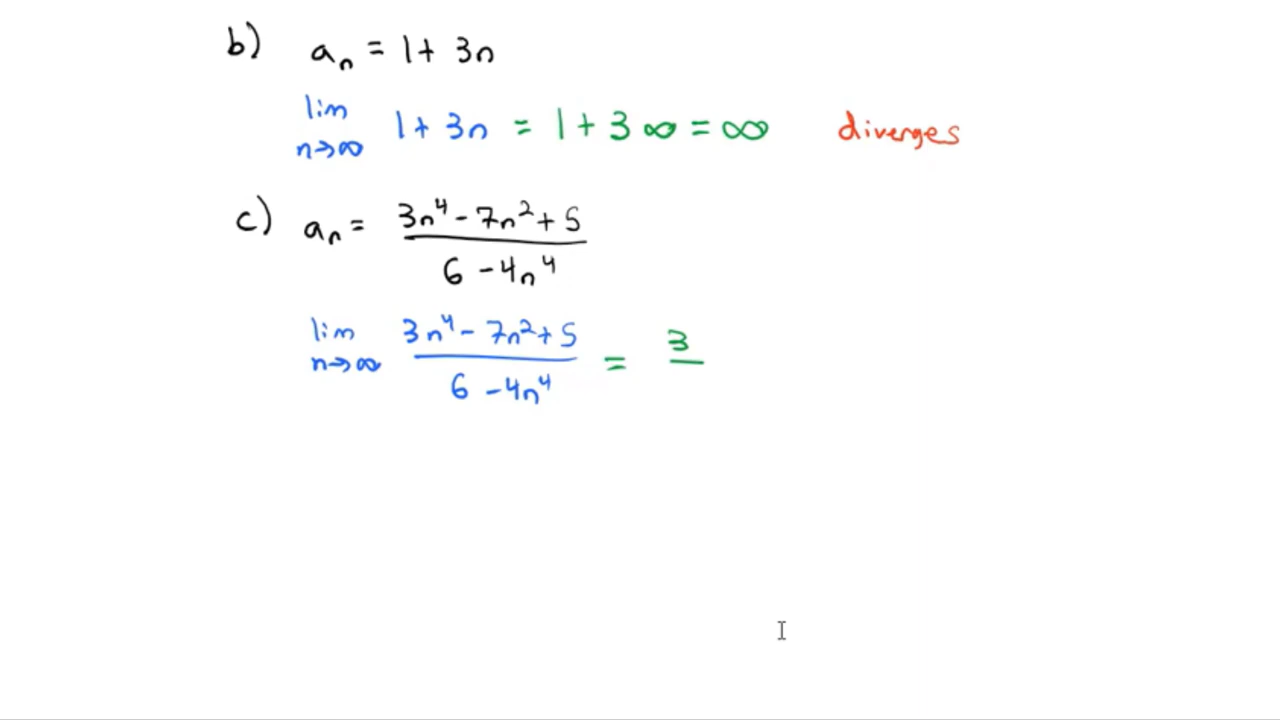 b) aₙ = 1 + 3n
lim n→∞ 1 + 3n = 1 + 3∞ = ∞ diverges
c) aₙ = (3n⁴ - 7n² + 5) / (6 - 4n⁴)
lim n→∞ (3n⁴ - 7n² + 5) / (6 - 4n⁴) = 3 /